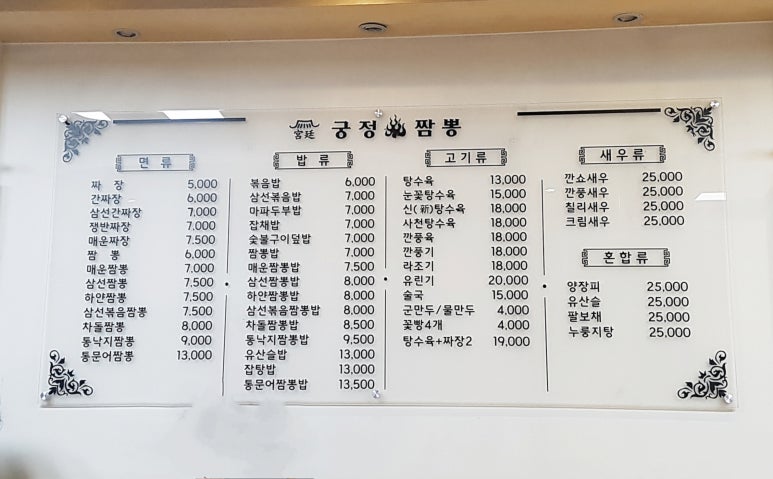 宮廷 궁정 짬뽕
면 류
짜 장 5,000
간짜장 6,000
삼선간짜장 7,000
쟁반짜장 7,000
매운짜장 7.500
짬 뽕 6,000
매운짬뽕 7,000
삼선짬뽕 7,500
하얀짬뽕 7,500
삼선볶음짬뽕 7,500
차돌짬뽕 8,000
통낙지짬뽕 9,000
통문어짬뽕 13,000
밥 류
볶음밥 6,000
삼선볶음밥 7,000
마파두부밥 7,000
잡채밥 7,000
숯불구이덮밥 7,000
짬뽕밥 7,000
매운짬뽕밥 7,500
삼선짬뽕밥 8,000
하얀짬뽕밥 8,000
삼선볶음짬뽕밥 8,000
차돌짬뽕밥 8,500
통낙지짬뽕밥 9,500
유산슬밥 13,000
잡탕밥 13,000
통문어짬뽕밥 13,500
고기류
탕수육 13,000
눈꽃탕수육 15,000
신(新)탕수육 18,000
사천탕수육 18,000
깐풍육 18,000
깐풍기 18,000
라조기 18,000
유린기 20,000
술국 15,000
군만두/물만두 4,000
꽃빵4개 4,000
탕수육+짜장2 19,000
새우류
깐쇼새우 25,000
깐풍새우 25,000
칠리새우 25,000
크림새우 25,000
혼합류
양장피 25,000
유산슬 25,000
팔보채 25,000
누룽지탕 25,000